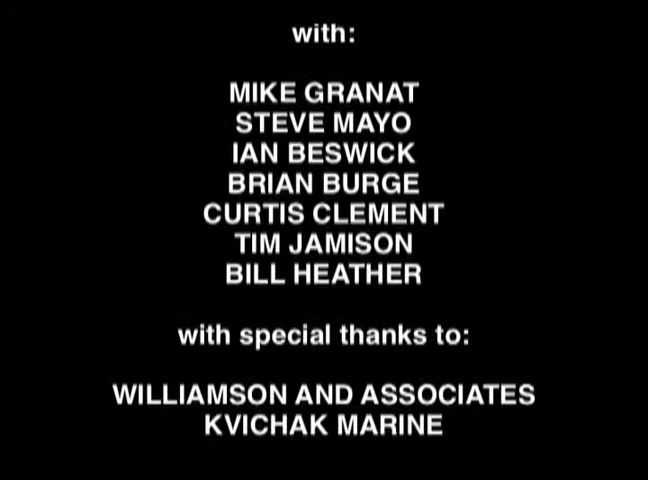 with:
MIKE GRANAT
STEVE MAYO
IAN BESWICK
BRIAN BURGE
CURTIS CLEMENT
TIM JAMISON
BILL HEATHER
with special thanks to:
WILLIAMSON AND ASSOCIATES
KVICHAK MARINE